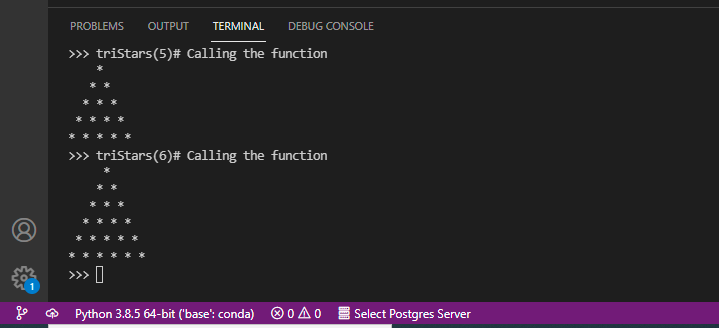 PROBLEMS OUTPUT TERMINAL DEBUG CONSOLE
>>> triStars(5)# Calling the function
    *
   * *
  * * *
 * * * *
* * * * *
>>> triStars(6)# Calling the function
     *
    * *
   * * *
  * * * *
 * * * * *
* * * * * *
>>>
1
Python 3.8.5 64-bit ('base': conda) 0 0 Select Postgres Server